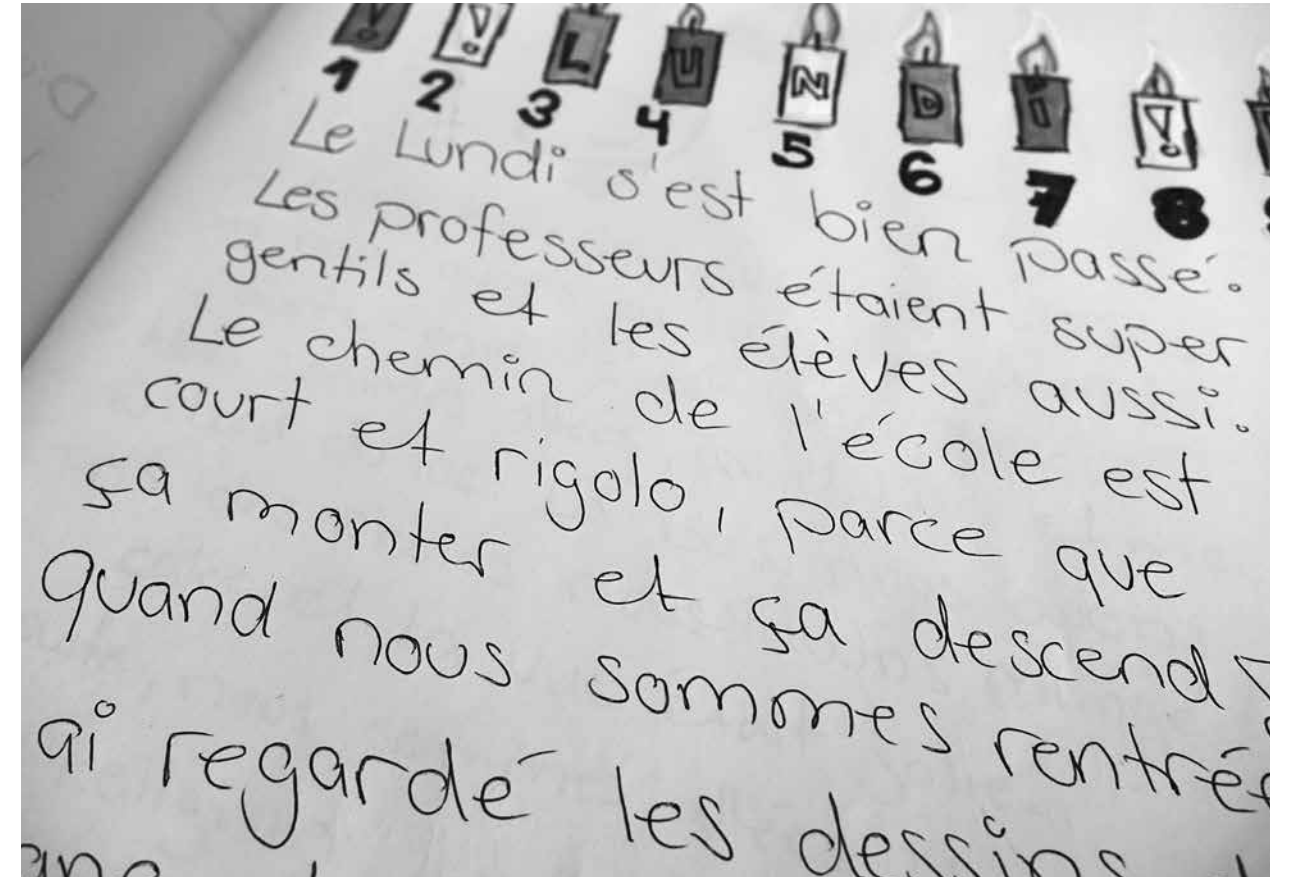 ! ! L U N D I !
1 2 3 4 5 6 7 8
Le Lundi s'est bien passé.
Les professeurs étaient super
gentils et les élèves aussi.
Le chemin de l'école est
court et rigolo, parce que
ça monter et ça descend
quand nous sommes
ai regardé les dessins